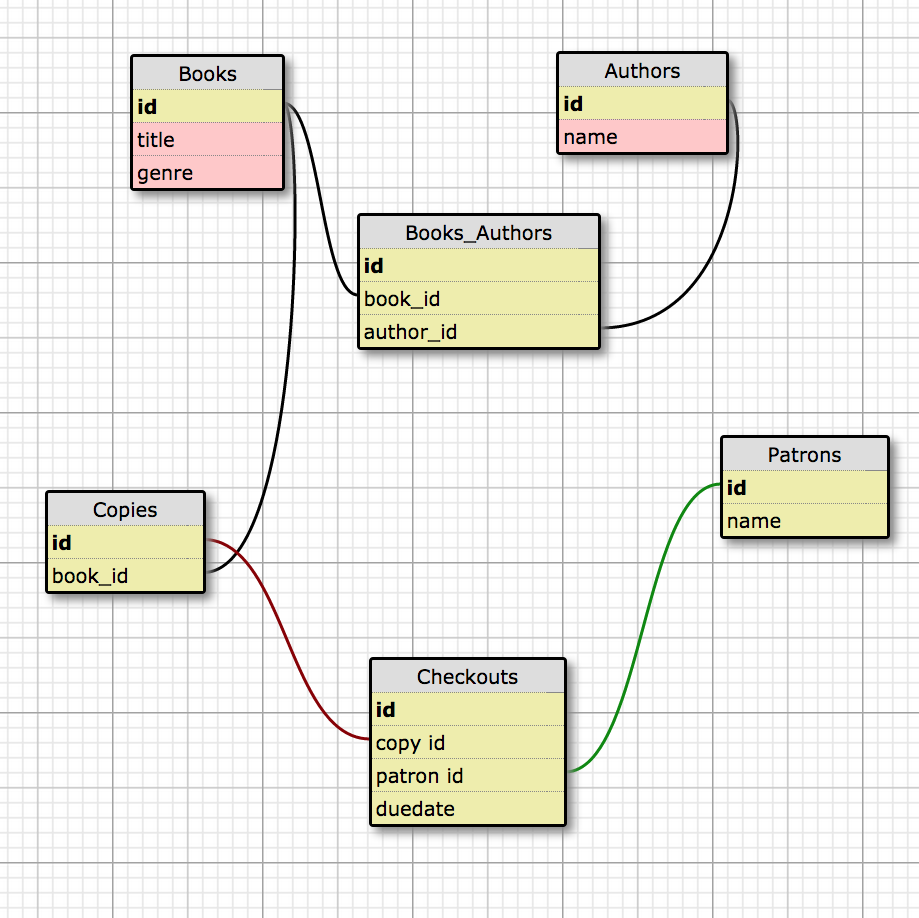 Books
id
title
genre
Authors
id
name
Books_Authors
id
book_id
author_id
Patrons
id
name
Copies
id
book_id
Checkouts
id
copy id
patron id
duedate